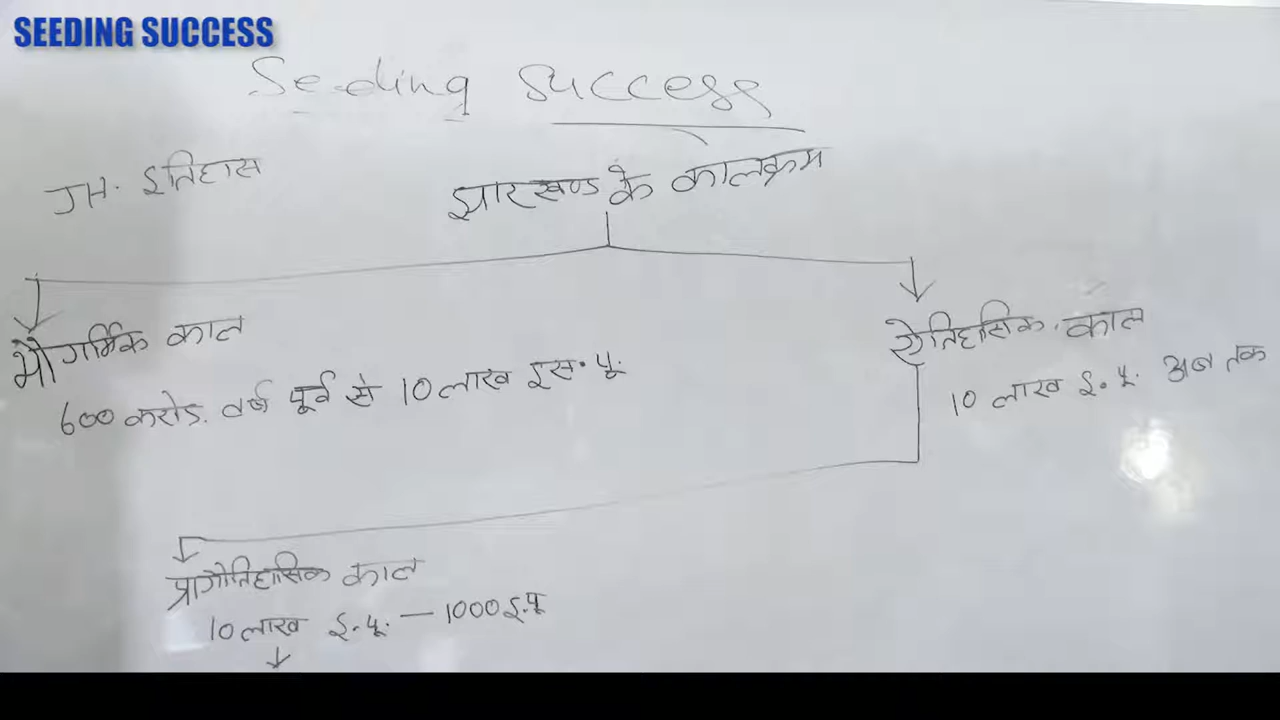 SEEDING SUCCESS
Seeding Success
JH. इतिहास
झारखण्ड के कालक्रम
भौगर्मिक काल
600 करोड. वर्ष पूर्व से 10 लाख इस. पू.
ऐतिहासिक. काल
10 लाख ई. पू. अब तक
प्रागोतिहासिक काल
10 लाख ई. पू. — 1000 ई.पू